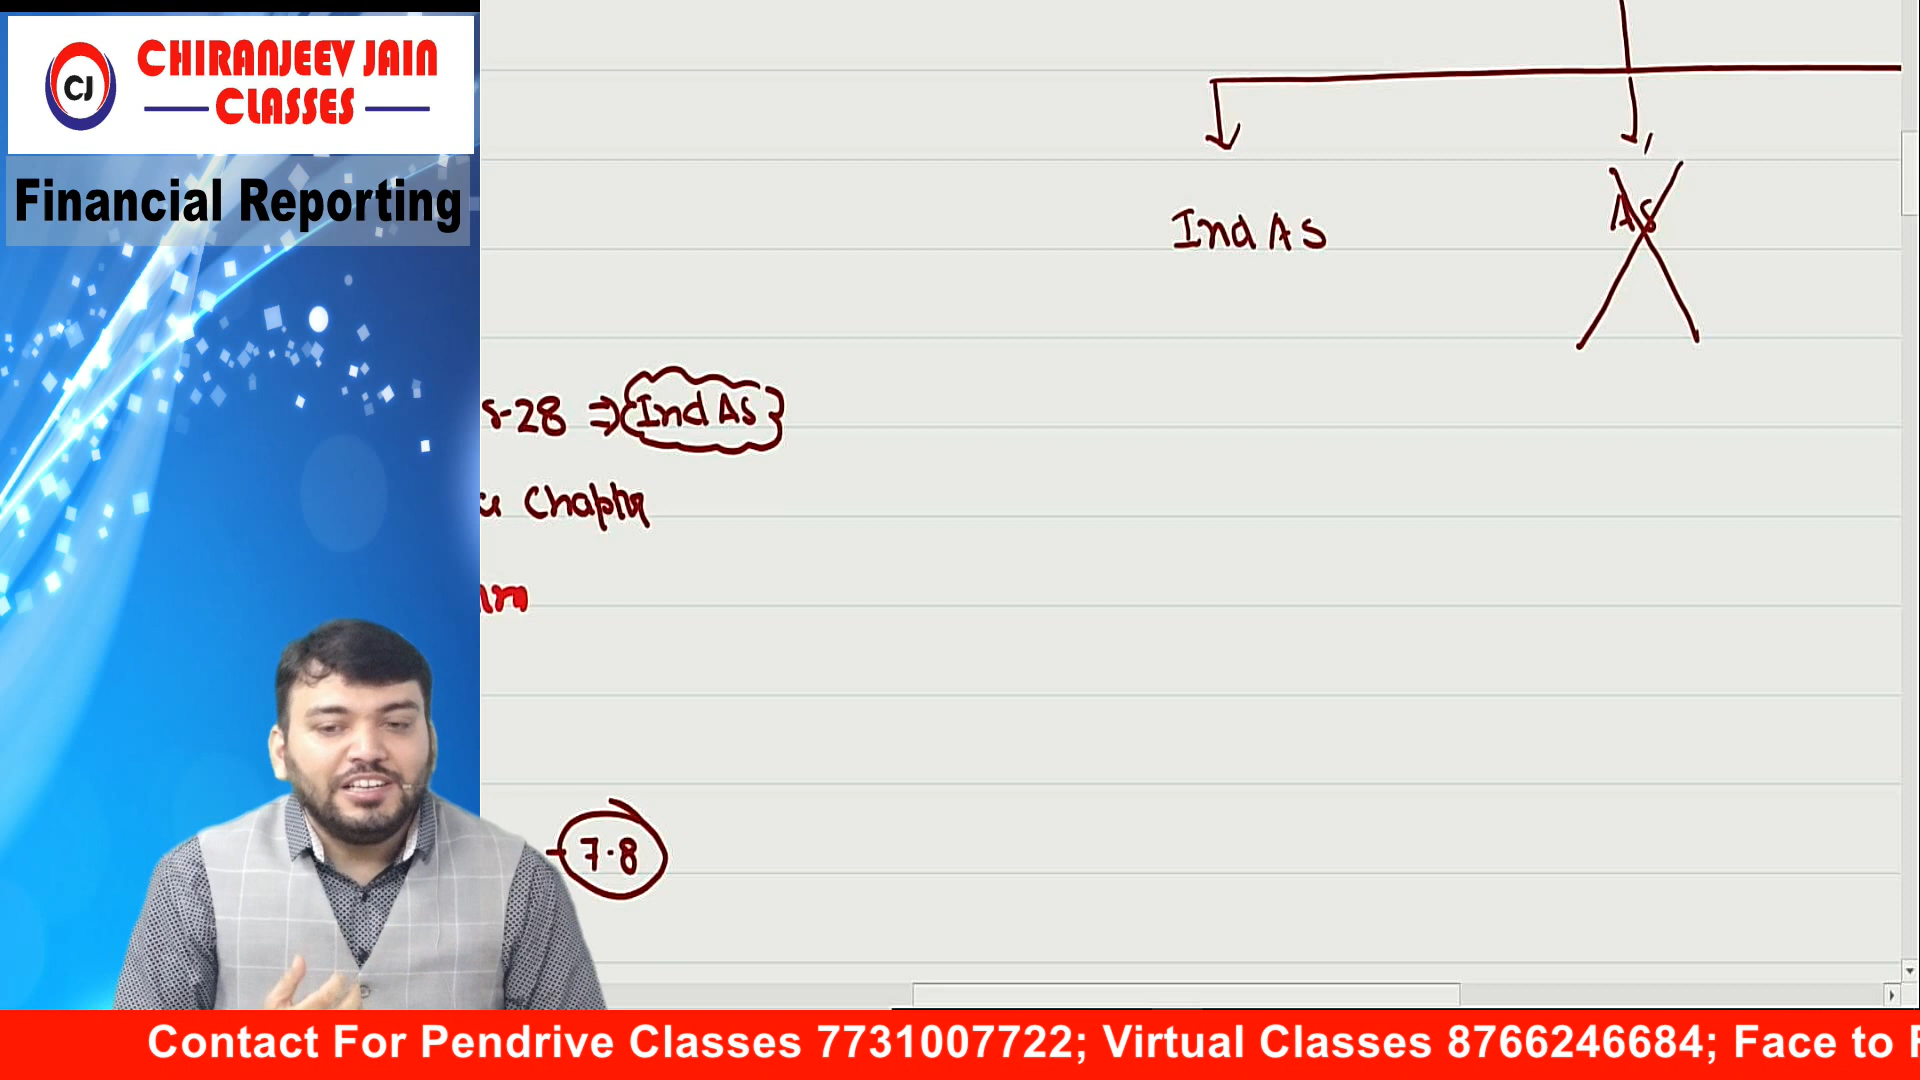 CHIRANJEEV JAIN
CLASSES
CJ
Financial Reporting
Ind AS
AS
s-28 ⇒ {Ind AS}
Chapter
7.8
Contact For Pendrive Classes 7731007722; Virtual Classes 8766246684; Face to F